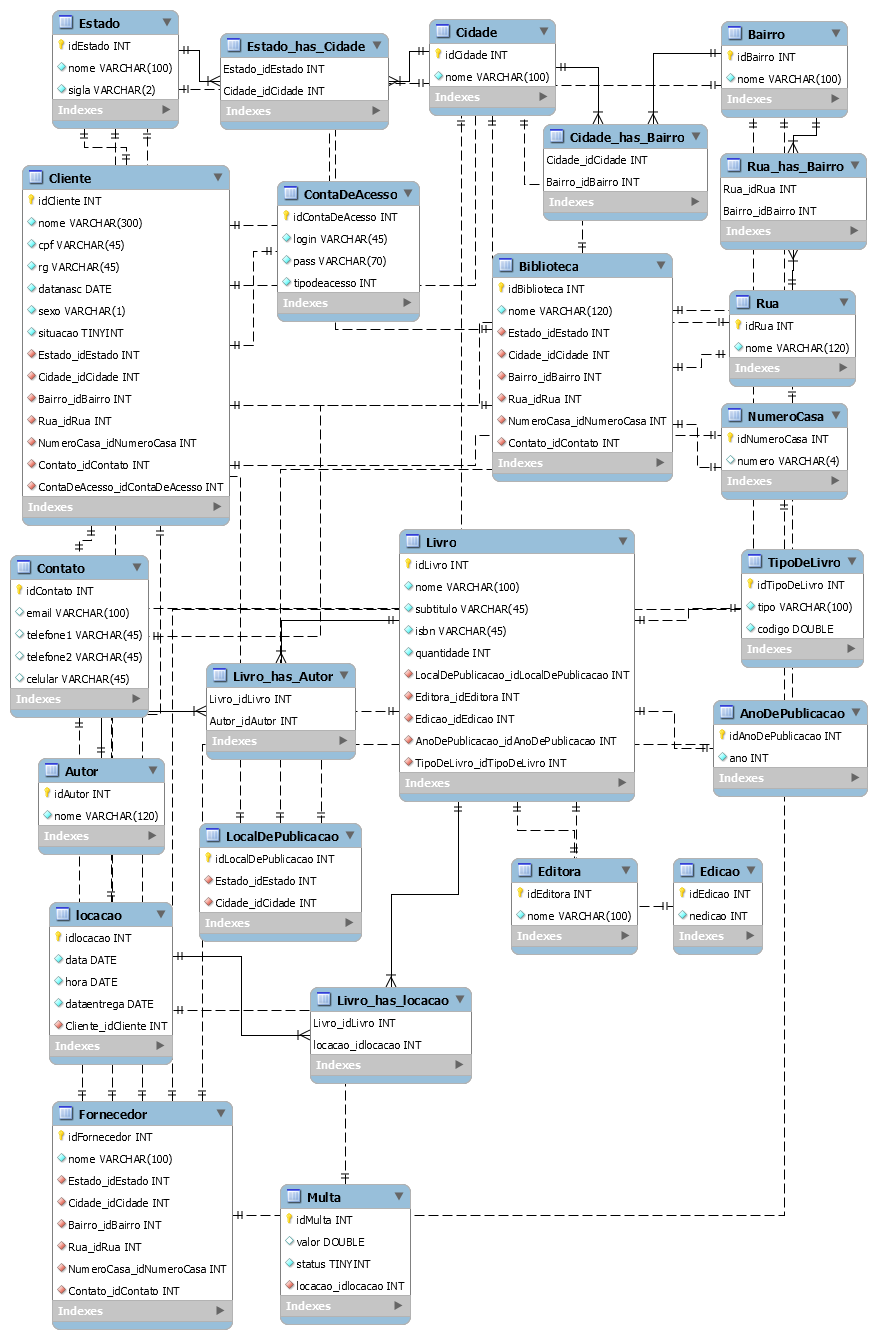 Estado
idEstado INT
nome VARCHAR(100)
sigla VARCHAR(2)
Indexes
Estado_has_Cidade
Estado_idEstado INT
Cidade_idCidade INT
Indexes
Cidade
idCidade INT
nome VARCHAR(100)
Indexes
Bairro
idBairro INT
nome VARCHAR(100)
Indexes
Cidade_has_Bairro
Cidade_idCidade INT
Bairro_idBairro INT
Indexes
Rua_has_Bairro
Rua_idRua INT
Bairro_idBairro INT
Indexes
Cliente
idCliente INT
nome VARCHAR(300)
cpf VARCHAR(45)
rg VARCHAR(45)
datanasc DATE
sexo VARCHAR(1)
situacao TINYINT
Estado_idEstado INT
Cidade_idCidade INT
Bairro_idBairro INT
Rua_idRua INT
NumeroCasa_idNumeroCasa INT
Contato_idContato INT
ContaDeAcesso_idContaDeAcesso INT
Indexes
ContaDeAcesso
idContaDeAcesso INT
login VARCHAR(45)
pass VARCHAR(70)
tipodeacesso INT
Indexes
Biblioteca
idBiblioteca INT
nome VARCHAR(120)
Estado_idEstado INT
Cidade_idCidade INT
Bairro_idBairro INT
Rua_idRua INT
NumeroCasa_idNumeroCasa INT
Contato_idContato INT
Indexes
Rua
idRua INT
nome VARCHAR(120)
Indexes
NumeroCasa
idNumeroCasa INT
numero VARCHAR(4)
Indexes
Contato
idContato INT
email VARCHAR(100)
telefone1 VARCHAR(45)
telefone2 VARCHAR(45)
celular VARCHAR(45)
Indexes
Livro
idLivro INT
nome VARCHAR(100)
subtitulo VARCHAR(45)
isbn VARCHAR(45)
quantidade INT
LocalDePublicacao_idLocalDePublicacao INT
Editora_idEditora INT
Edicao_idEdicao INT
AnoDePublicacao_idAnoDePublicacao INT
TipoDeLivro_idTipoDeLivro INT
Indexes
TipoDeLivro
idTipoDeLivro INT
tipo VARCHAR(100)
codigo DOUBLE
Indexes
Livro_has_Autor
Livro_idLivro INT
Autor_idAutor INT
Indexes
AnoDePublicacao
idAnoDePublicacao INT
ano INT
Indexes
Autor
idAutor INT
nome VARCHAR(120)
Indexes
LocalDePublicacao
idLocalDePublicacao INT
Estado_idEstado INT
Cidade_idCidade INT
Indexes
Editora
idEditora INT
nome VARCHAR(100)
Indexes
Edicao
idEdicao INT
nedicao INT
Indexes
locacao
idlocacao INT
data DATE
hora DATE
dataentrega DATE
Cliente_idCliente INT
Indexes
Livro_has_locacao
Livro_idLivro INT
locacao_idlocacao INT
Indexes
Fornecedor
idFornecedor INT
nome VARCHAR(100)
Estado_idEstado INT
Cidade_idCidade INT
Bairro_idBairro INT
Rua_idRua INT
NumeroCasa_idNumeroCasa INT
Contato_idContato INT
Indexes
Multa
idMulta INT
valor DOUBLE
status TINYINT
locacao_idlocacao INT
Indexes